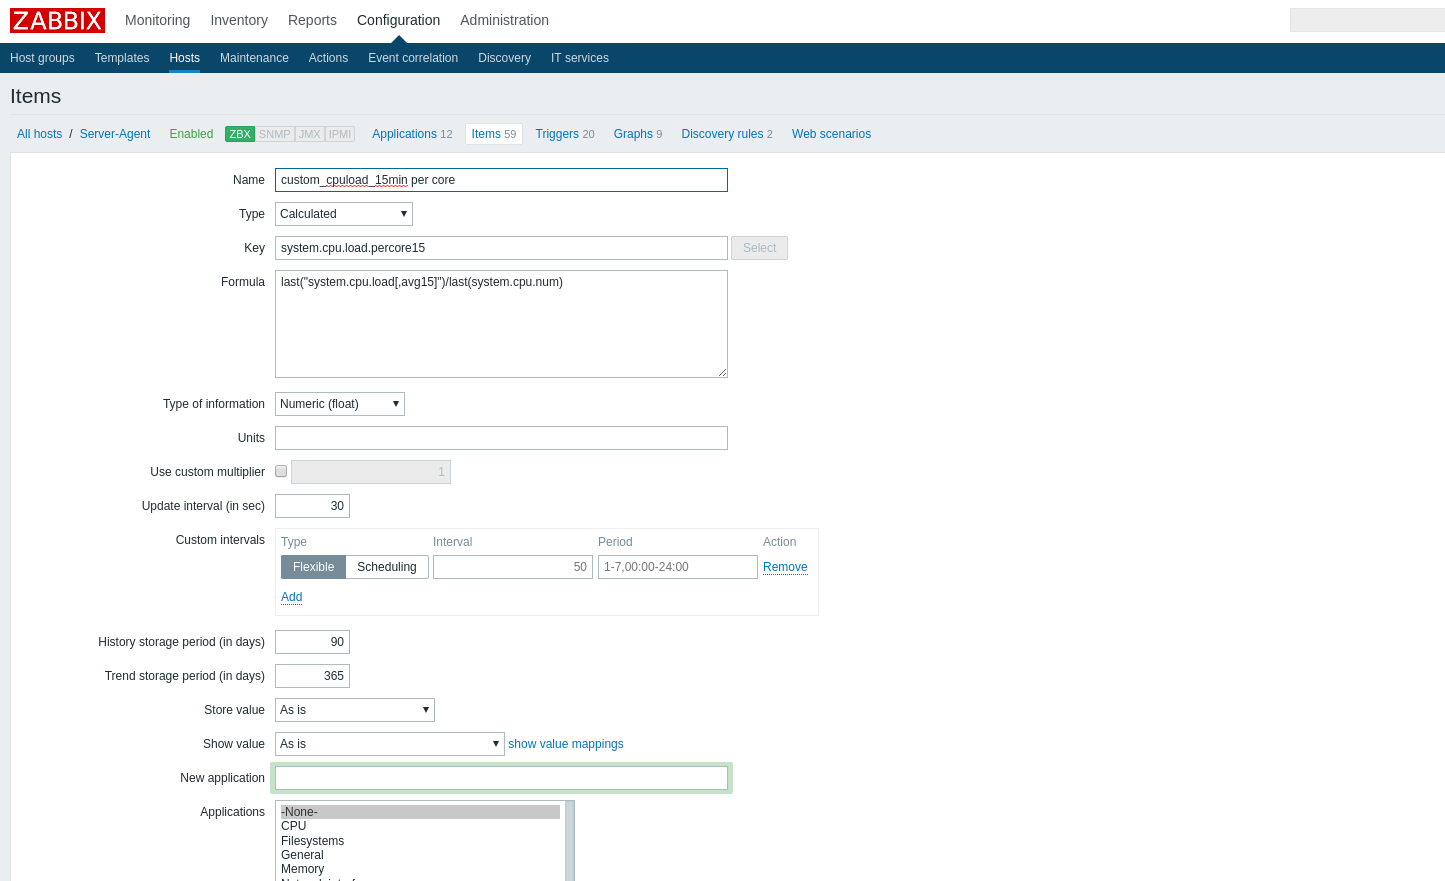 ZABBIX Monitoring Inventory Reports Configuration Administration
Host groups Templates Hosts Maintenance Actions Event correlation Discovery IT services
Items
All hosts / Server-Agent Enabled ZBX SNMP JMX IPMI Applications 12 Items 59 Triggers 20 Graphs 9 Discovery rules 2 Web scenarios
Name custom_cpuload_15min per core
Type Calculated
Key system.cpu.load.percore15 Select
Formula last("system.cpu.load[,avg15]")/last(system.cpu.num)
Type of information Numeric (float)
Units
Use custom multiplier 1
Update interval (in sec) 30
Custom intervals Type Interval Period Action
Flexible Scheduling 50 1-7,00:00-24:00 Remove
Add
History storage period (in days) 90
Trend storage period (in days) 365
Store value As is
Show value As is show value mappings
New application
Applications -None-
CPU
Filesystems
General
Memory